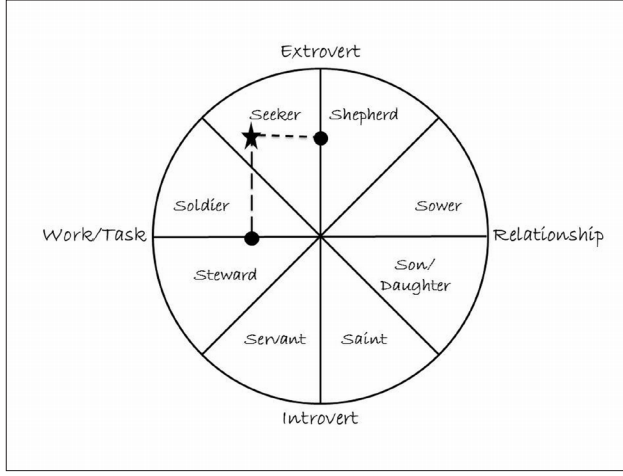 Extrovert
Seeker
Shepherd
Soldier
Sower
Work/Task
Relationship
Steward
Son/
Daughter
Servant
Saint
Introvert